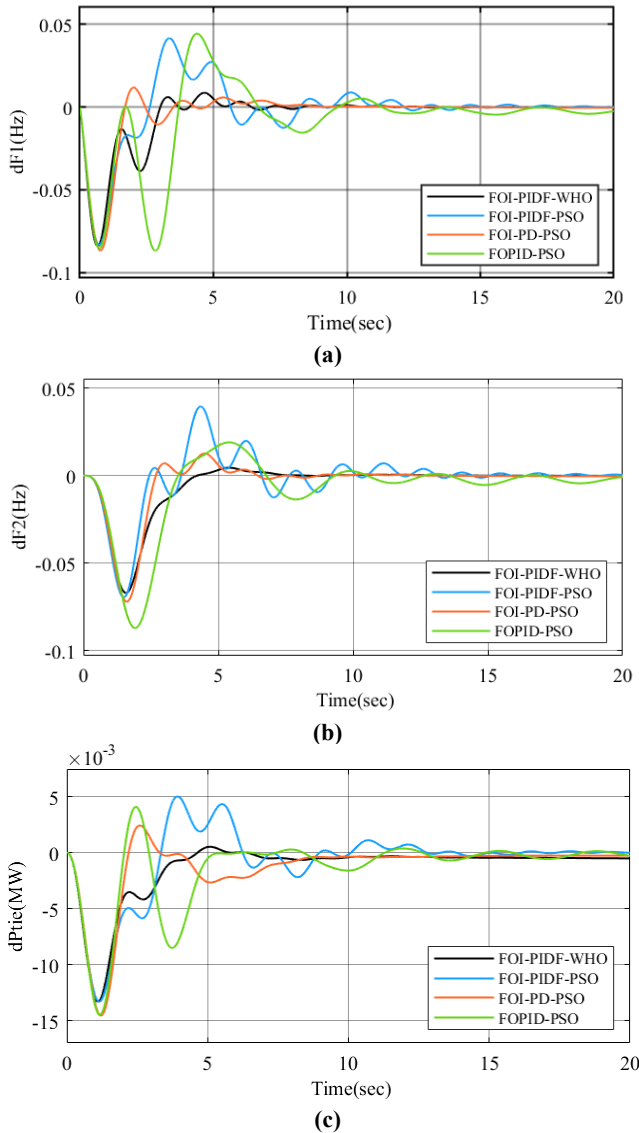 0.05
0
-0.05
-0.1
dF1(Hz)
FOI-PIDF-WHO
FOI-PIDF-PSO
FOI-PD-PSO
FOPID-PSO
0 5 10 15 20
Time(sec)
(a)
0.05
0
-0.05
-0.1
dF2(Hz)
FOI-PIDF-WHO
FOI-PIDF-PSO
FOI-PD-PSO
FOPID-PSO
0 5 10 15 20
Time(sec)
(b)
×10⁻³
5
0
-5
-10
-15
dPtie(MW)
FOI-PIDF-WHO
FOI-PIDF-PSO
FOI-PD-PSO
FOPID-PSO
0 5 10 15 20
Time(sec)
(c)